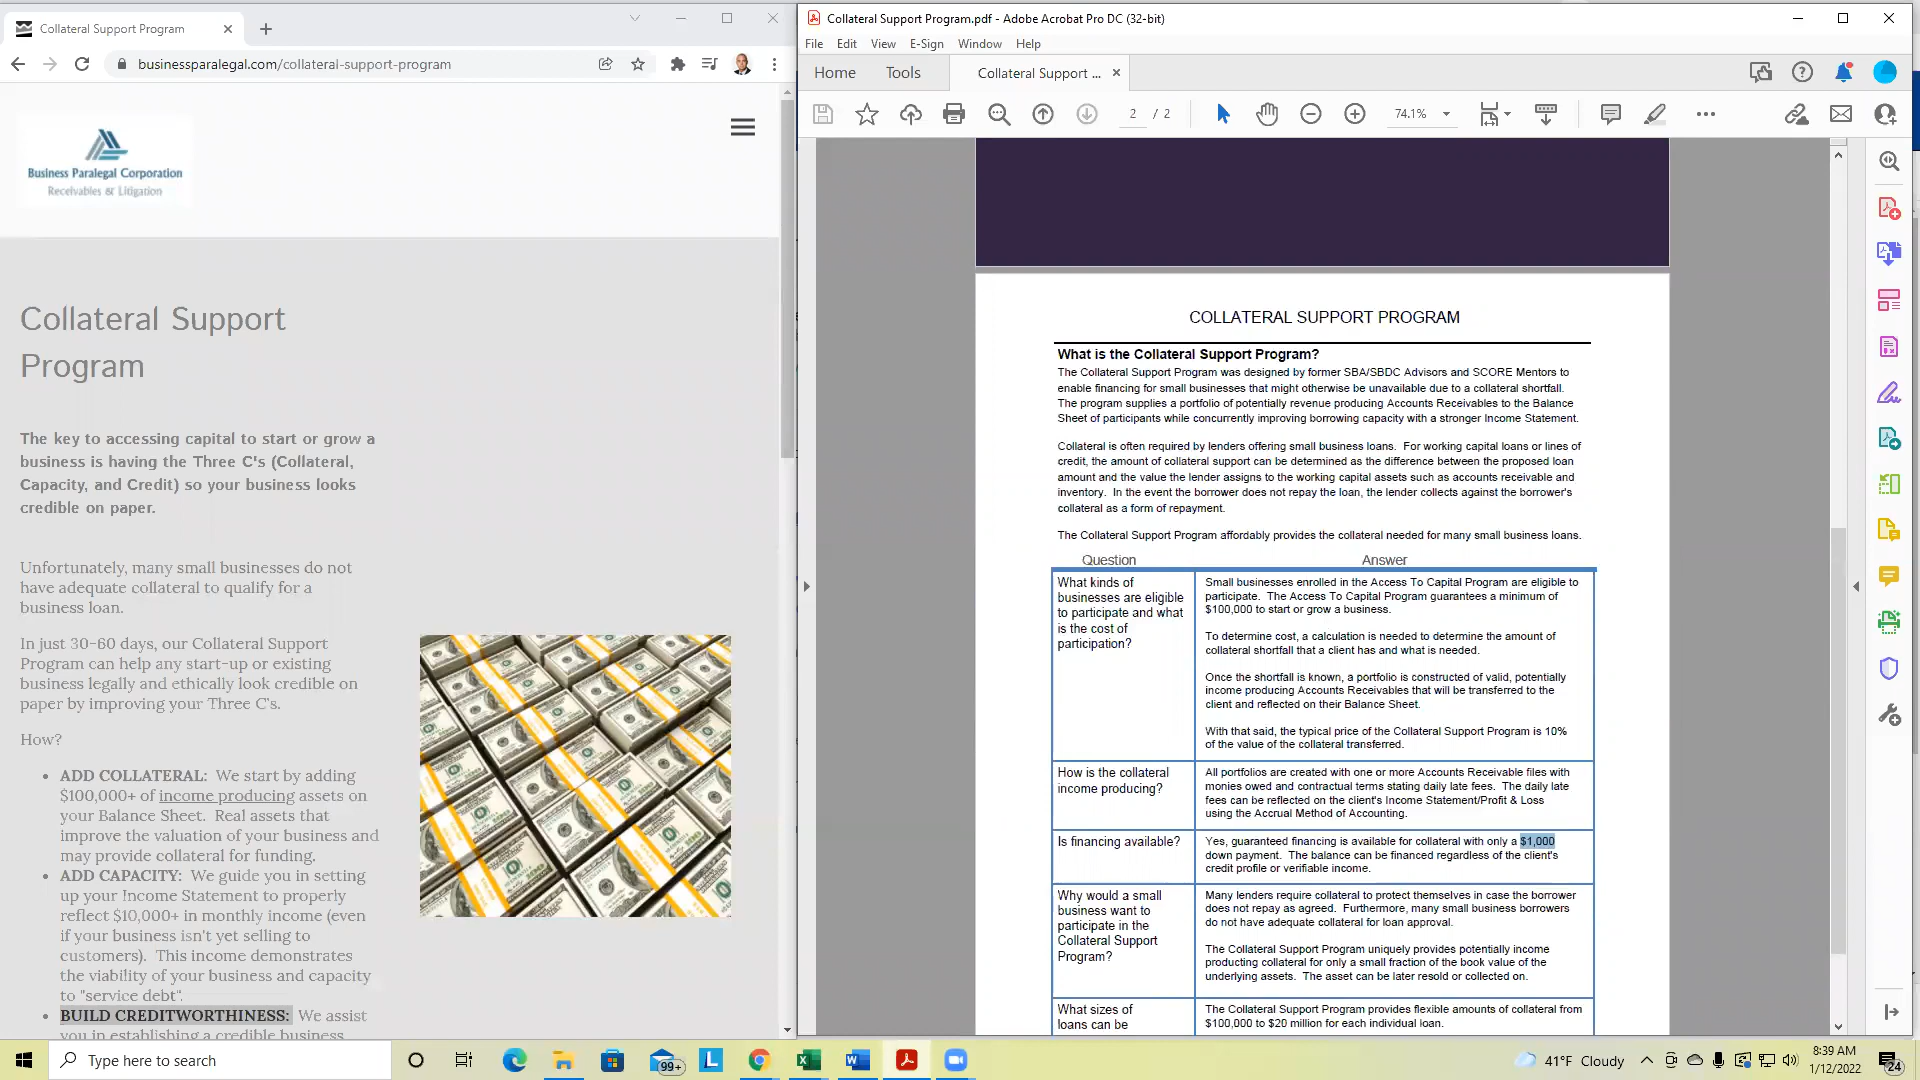 Collateral Support Program
businessparalegal.com/collateral-support-program
Business Paralegal Corporation
Receivables & Litigation
Collateral Support
Program
The key to accessing capital to start or grow a
business is having the Three C's (Collateral,
Capacity, and Credit) so your business looks
credible on paper.
Unfortunately, many small businesses do not
have adequate collateral to qualify for a
business loan.
In just 30-60 days, our Collateral Support
Program can help any start-up or existing
business legally and ethically look credible on
paper by improving your Three C's.
How?
• ADD COLLATERAL: We start by adding
$100,000+ of income producing assets on
your Balance Sheet. Real assets that
improve the valuation of your business and
may provide collateral for funding.
• ADD CAPACITY: We guide you in setting
up your Income Statement to properly
reflect $10,000+ in monthly income (even
if your business isn't yet selling to
customers). This income demonstrates
the viability of your business and capacity
to "service debt".
• BUILD CREDITWORTHINESS: We assist
you in establishing a credible business
Collateral Support Program.pdf - Adobe Acrobat Pro DC (32-bit)
File Edit View E-Sign Window Help
Home Tools Collateral Support ...
2 / 2 74.1%
COLLATERAL SUPPORT PROGRAM
What is the Collateral Support Program?
The Collateral Support Program was designed by former SBA/SBDC Advisors and SCORE Mentors to
enable financing for small businesses that might otherwise be unavailable due to a collateral shortfall.
The program supplies a portfolio of potentially revenue producing Accounts Receivables to the Balance
Sheet of participants while concurrently improving borrowing capacity with a stronger Income Statement.
Collateral is often required by lenders offering small business loans. For working capital loans or lines of
credit, the amount of collateral support can be determined as the difference between the proposed loan
amount and the value the lender assigns to the working capital assets such as accounts receivable and
inventory. In the event the borrower does not repay the loan, the lender collects against the borrower's
collateral as a form of repayment.
The Collateral Support Program affordably provides the collateral needed for many small business loans.
Question Answer
What kinds of
businesses are eligible
to participate and what
is the cost of
participation?
Small businesses enrolled in the Access To Capital Program are eligible to
participate. The Access To Capital Program guarantees a minimum of
$100,000 to start or grow a business.
To determine cost, a calculation is needed to determine the amount of
collateral shortfall that a client has and what is needed.
Once the shortfall is known, a portfolio is constructed of valid, potentially
income producing Accounts Receivables that will be transferred to the
client and reflected on their Balance Sheet.
With that said, the typical price of the Collateral Support Program is 10%
of the value of the collateral transferred.
How is the collateral
income producing?
All portfolios are created with one or more Accounts Receivable files with
monies owed and contractual terms stating daily late fees. The daily late
fees can be reflected on the client's Income Statement/Profit & Loss
using the Accrual Method of Accounting.
Is financing available?
Yes, guaranteed financing is available for collateral with only a $1,000
down payment. The balance can be financed regardless of the client's
credit profile or verifiable income.
Why would a small
business want to
participate in the
Collateral Support
Program?
Many lenders require collateral to protect themselves in case the borrower
does not repay as agreed. Furthermore, many small business borrowers
do not have adequate collateral for loan approval.
The Collateral Support Program uniquely provides potentially income
producing collateral for only a small fraction of the book value of the
underlying assets. The asset can be later resold or collected on.
What sizes of
loans can be
The Collateral Support Program provides flexible amounts of collateral from
$100,000 to $20 million for each individual loan.
Type here to search
99+
41°F Cloudy
8:39 AM
1/12/2022
24